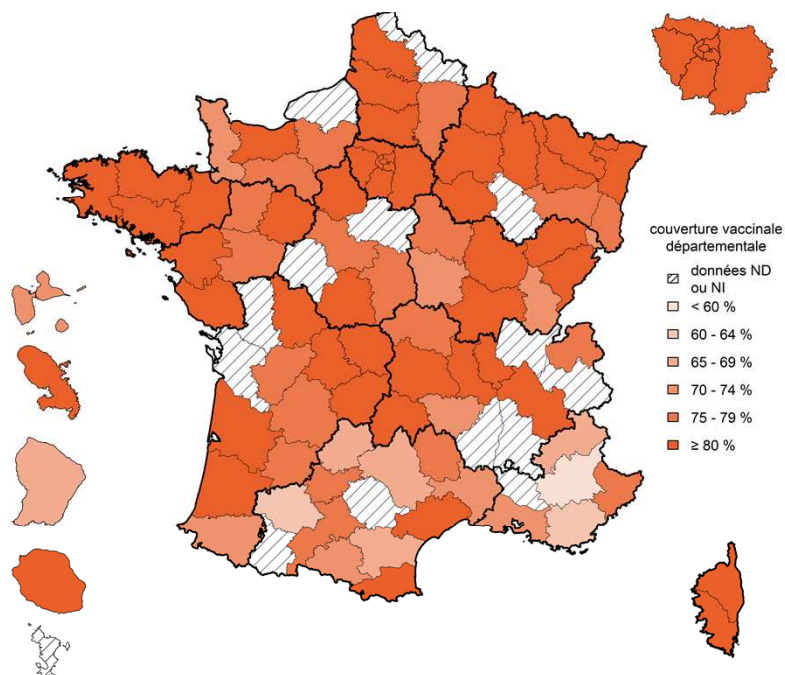 couverture vaccinale
départementale
données ND
ou NI
< 60 %
60 - 64 %
65 - 69 %
70 - 74 %
75 - 79 %
≥ 80 %